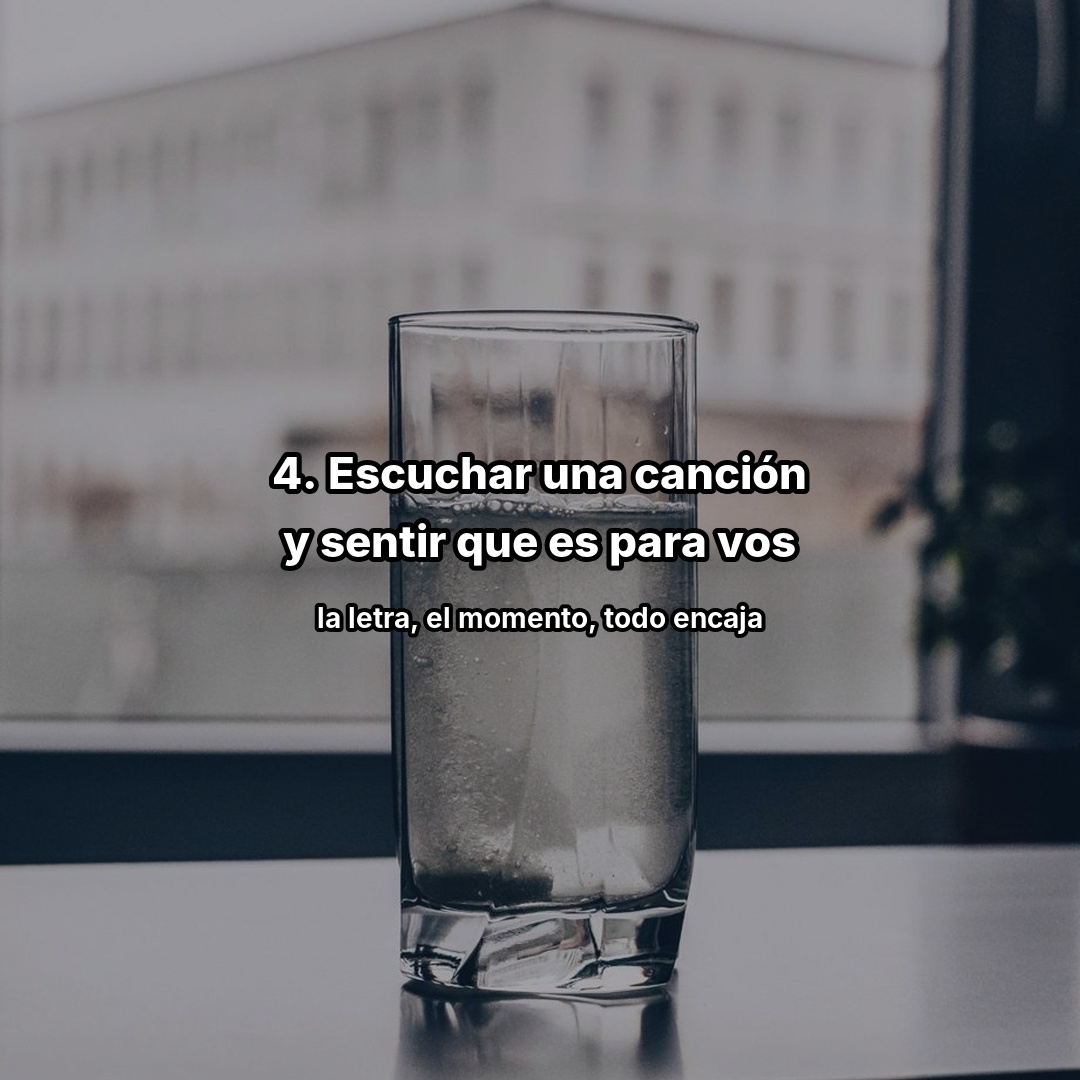 4. Escuchar una canción
y sentir que es para vos
la letra, el momento, todo encaja